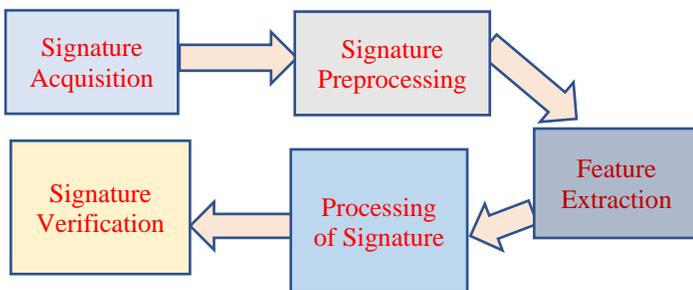 Signature
Acquisition
Signature
Preprocessing
Feature
Extraction
Processing
of Signature
Signature
Verification